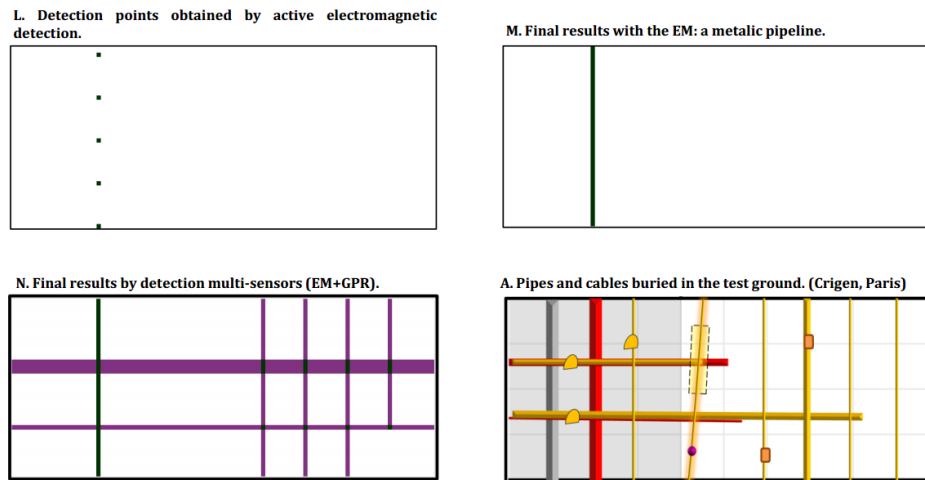 L. Detection points obtained by active electromagnetic
detection.
M. Final results with the EM: a metalic pipeline.
N. Final results by detection multi-sensors (EM+GPR).
A. Pipes and cables buried in the test ground. (Crigen, Paris)